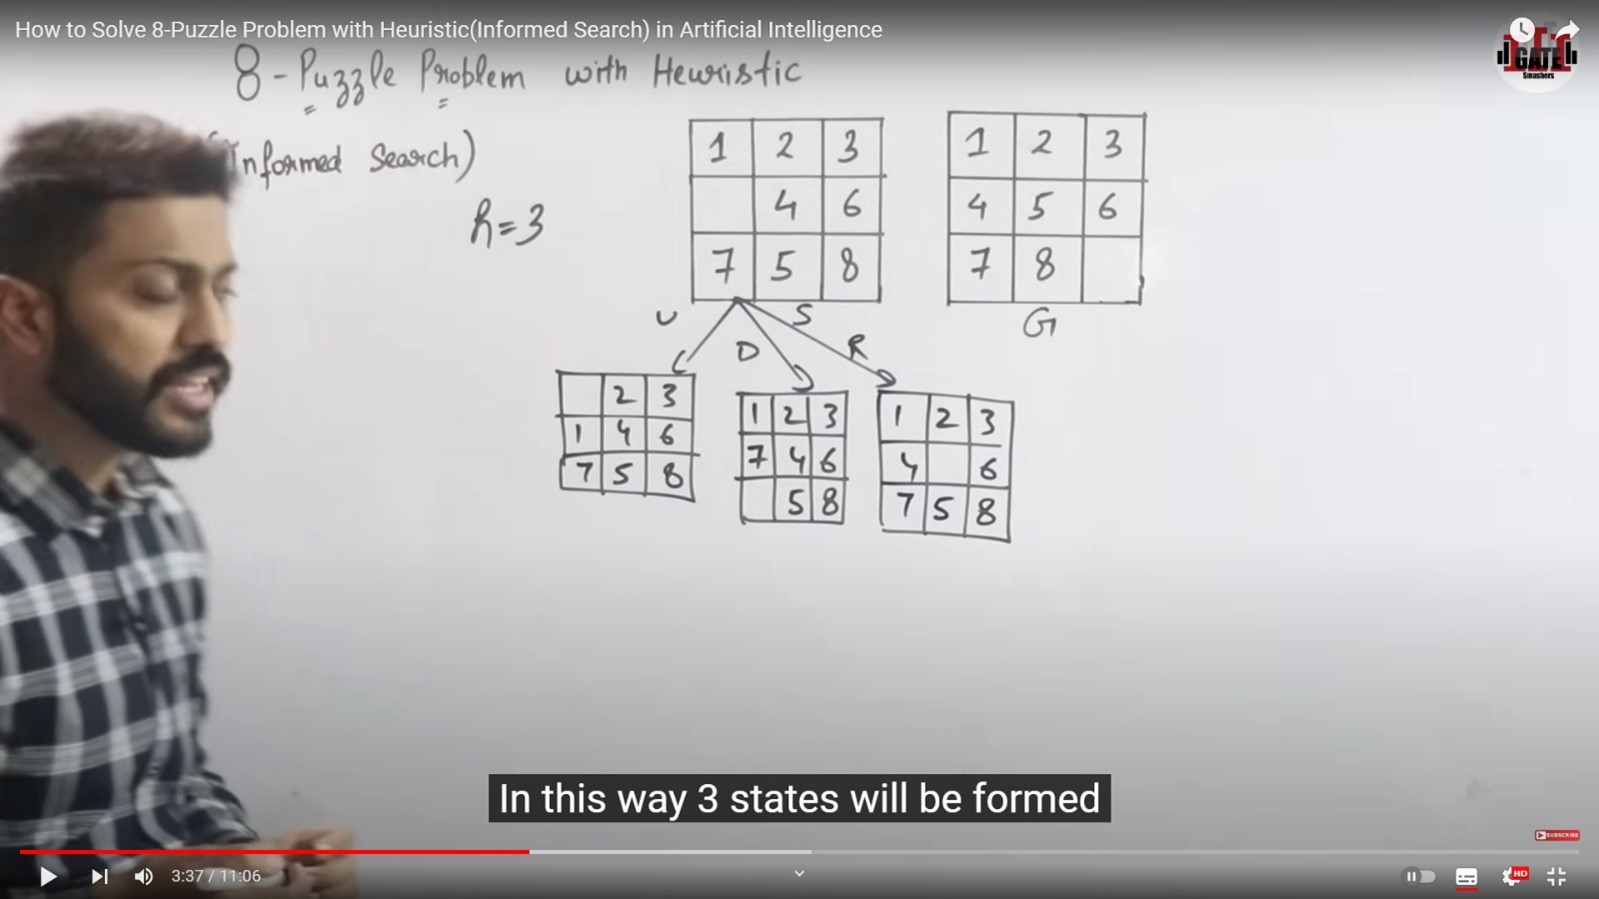 How to Solve 8-Puzzle Problem with Heuristic(Informed Search) in Artificial Intelligence
GATE
Smashers
8-Puzzle Problem with Heuristic
Informed Search)
h=3
1 2 3
4 6
7 5 8
S
1 2 3
4 5 6
7 8
G
U
D
R
2 3
1 4 6
7 5 8
1 2 3
7 4 6
5 8
1 2 3
4 6
7 5 8
In this way 3 states will be formed
SUBSCRIBE
3:37 / 11:06
HD